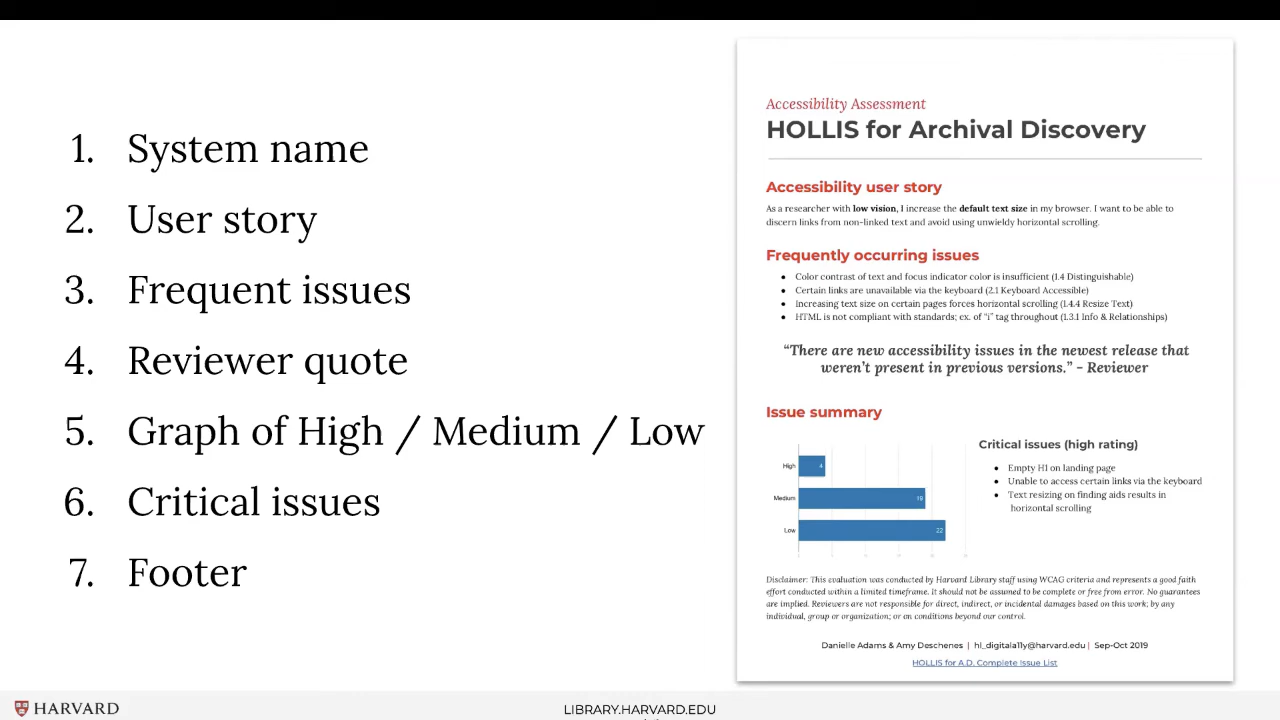 1. System name
2. User story
3. Frequent issues
4. Reviewer quote
5. Graph of High / Medium / Low
6. Critical issues
7. Footer
Accessibility Assessment
HOLLIS for Archival Discovery
Accessibility user story
As a researcher with low vision, I increase the default text size in my browser. I want to be able to
discern links from non-linked text and avoid using unwieldy horizontal scrolling.
Frequently occurring issues
● Color contrast of text and focus indicator color is insufficient (1.4 Distinguishable)
● Certain links are unavailable via the keyboard (2.1 Keyboard Accessible)
● Increasing text size on certain pages forces horizontal scrolling (1.4.4 Resize Text)
● HTML is not compliant with standards; ex. of "i" tag throughout (1.3.1 Info & Relationships)
“There are new accessibility issues in the newest release that
weren’t present in previous versions.” - Reviewer
Issue summary
High 4
Medium 19
Low 22
Critical issues (high rating)
● Empty H1 on landing page
● Unable to access certain links via the keyboard
● Text resizing on finding aids results in
horizontal scrolling
Disclaimer: This evaluation was conducted by Harvard Library staff using WCAG criteria and represents a good faith
effort conducted within a limited timeframe. It should not be assumed to be complete or free from error. No guarantees
are implied. Reviewers are not responsible for direct, indirect, or incidental damages based on this work; by any
individual, group or organization; or on conditions beyond our control.
Danielle Adams & Amy Deschenes | hl_digitala11y@harvard.edu | Sep-Oct 2019
HOLLIS for A.D. Complete Issue List
HARVARD
LIBRARY.HARVARD.EDU